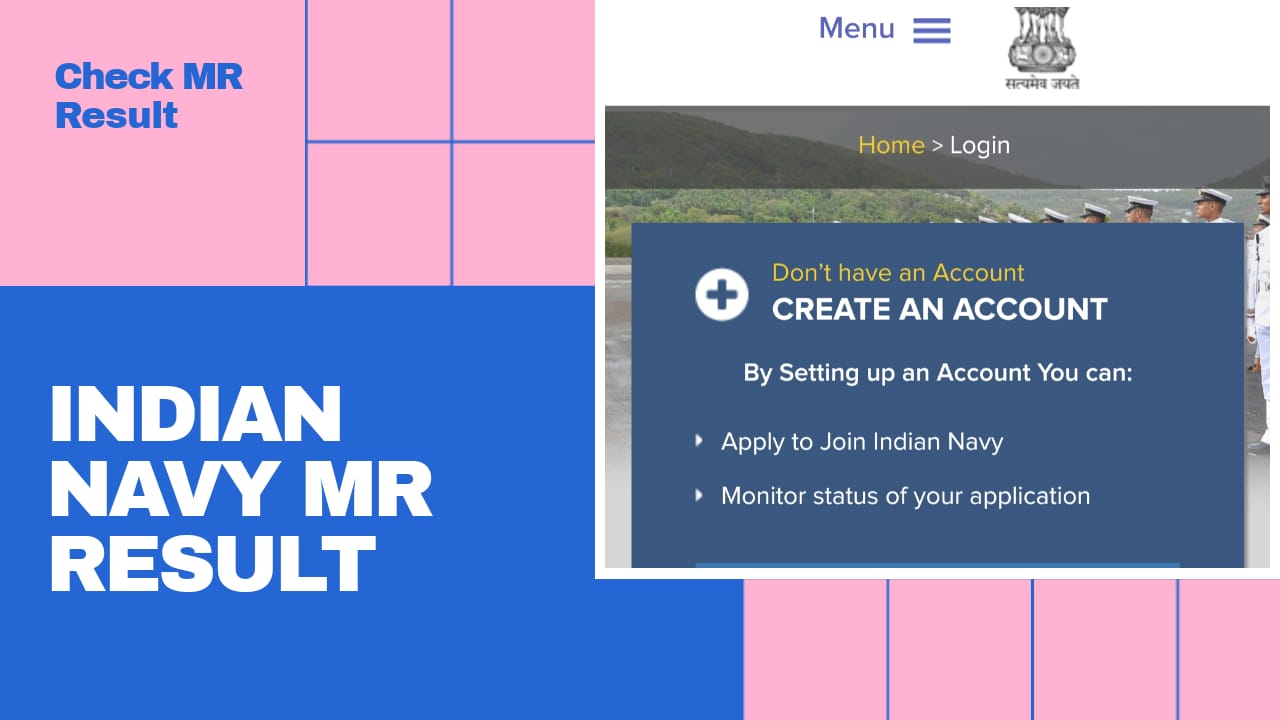 Check MR
Result
INDIAN
NAVY MR
RESULT
Menu
सत्यमेव जयते
Home > Login
Don’t have an Account
CREATE AN ACCOUNT
By Setting up an Account You can:
Apply to Join Indian Navy
Monitor status of your application